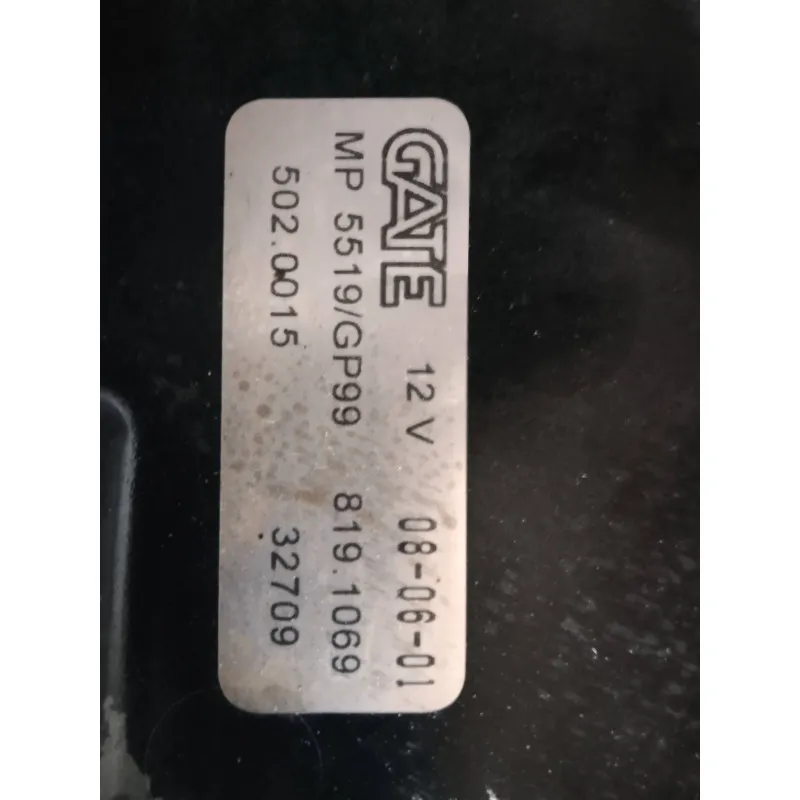 GATE 12 V 08-06-01
MP 5519/GP99 819.1069
502.0015 32709